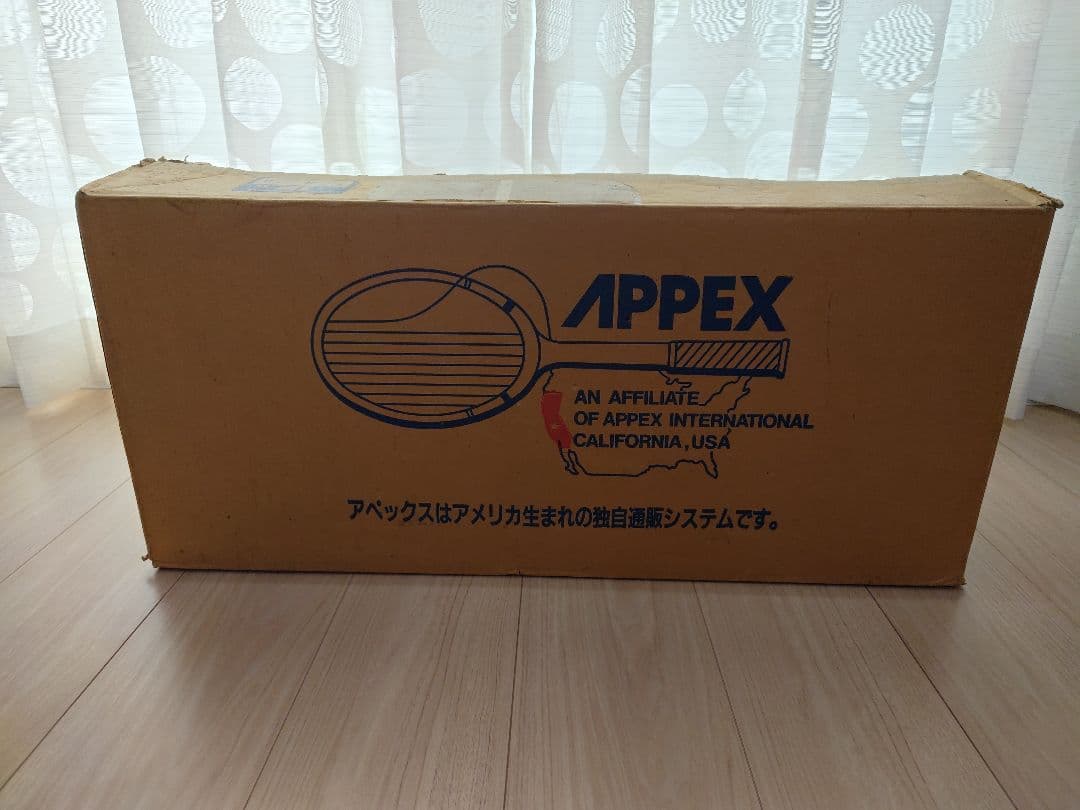 APPEX
AN AFFILIATE
OF APPEX INTERNATIONAL
CALIFORNIA, USA
アペックスはアメリカ生まれの独自通販システムです。